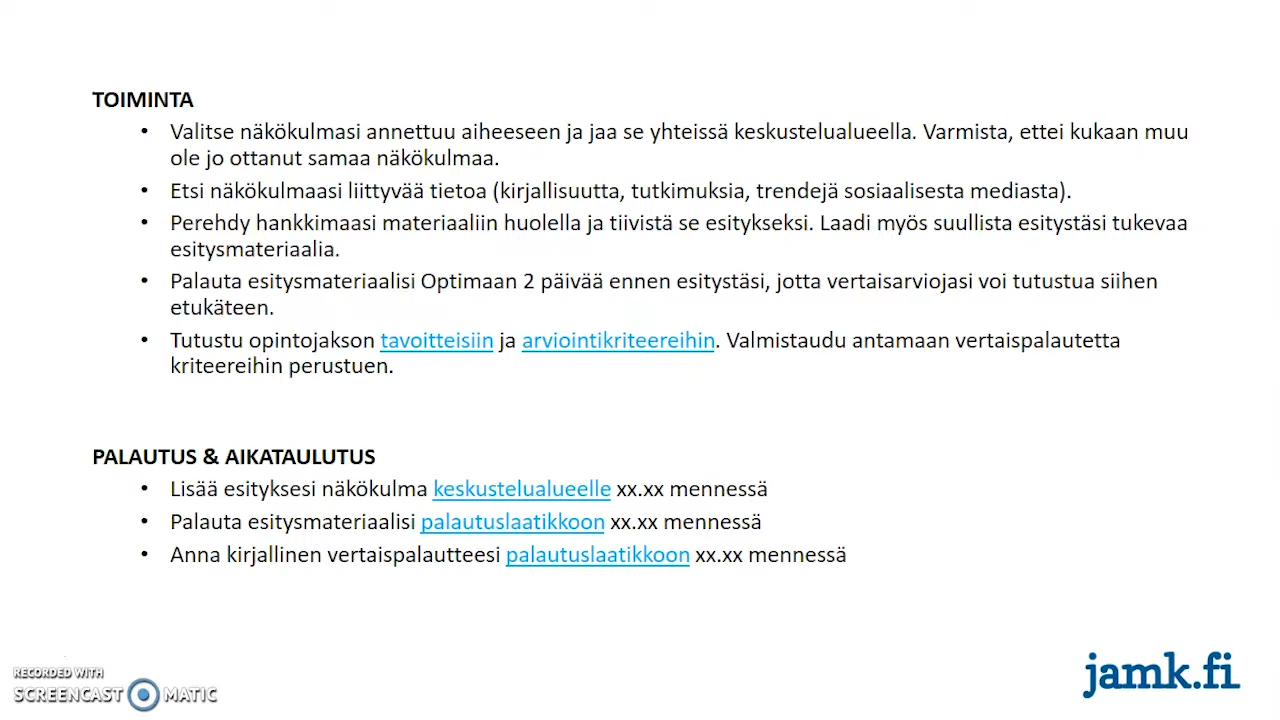 TOIMINTA
• Valitse näkökulmasi annettuu aiheeseen ja jaa se yhteissä keskustelualueella. Varmista, ettei kukaan muu
ole jo ottanut samaa näkökulmaa.
• Etsi näkökulmaasi liittyvää tietoa (kirjallisuutta, tutkimuksia, trendejä sosiaalisesta mediasta).
• Perehdy hankkimaasi materiaaliin huolella ja tiivistä se esitykseksi. Laadi myös suullista esitystäsi tukevaa
esitysmateriaalia.
• Palauta esitysmateriaalisi Optimaan 2 päivää ennen esitystäsi, jotta vertaisarviojasi voi tutustua siihen
etukäteen.
• Tutustu opintojakson tavoitteisiin ja arviointikriteereihin. Valmistaudu antamaan vertaispalautetta
kriteereihin perustuen.
PALAUTUS & AIKATAULUTUS
• Lisää esityksesi näkökulma keskustelualueelle xx.xx mennessä
• Palauta esitysmateriaalisi palautuslaatikkoon xx.xx mennessä
• Anna kirjallinen vertaispalautteesi palautuslaatikkoon xx.xx mennessä
RECORDED WITH
SCREENCAST MATIC
jamk.fi